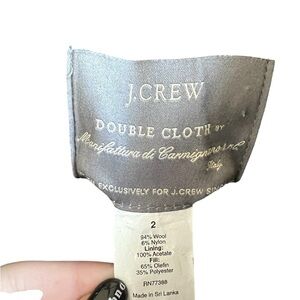 J.CREW
DOUBLE CLOTH BY
Manifattura di Carmignano
Italy
EXCLUSIVELY FOR J.CREW
2
94% Wool
6% Nylon
Lining:
100% Acetate
Fill:
65% Olefin
35% Polyester
RN77388
Made in Sri Lanka